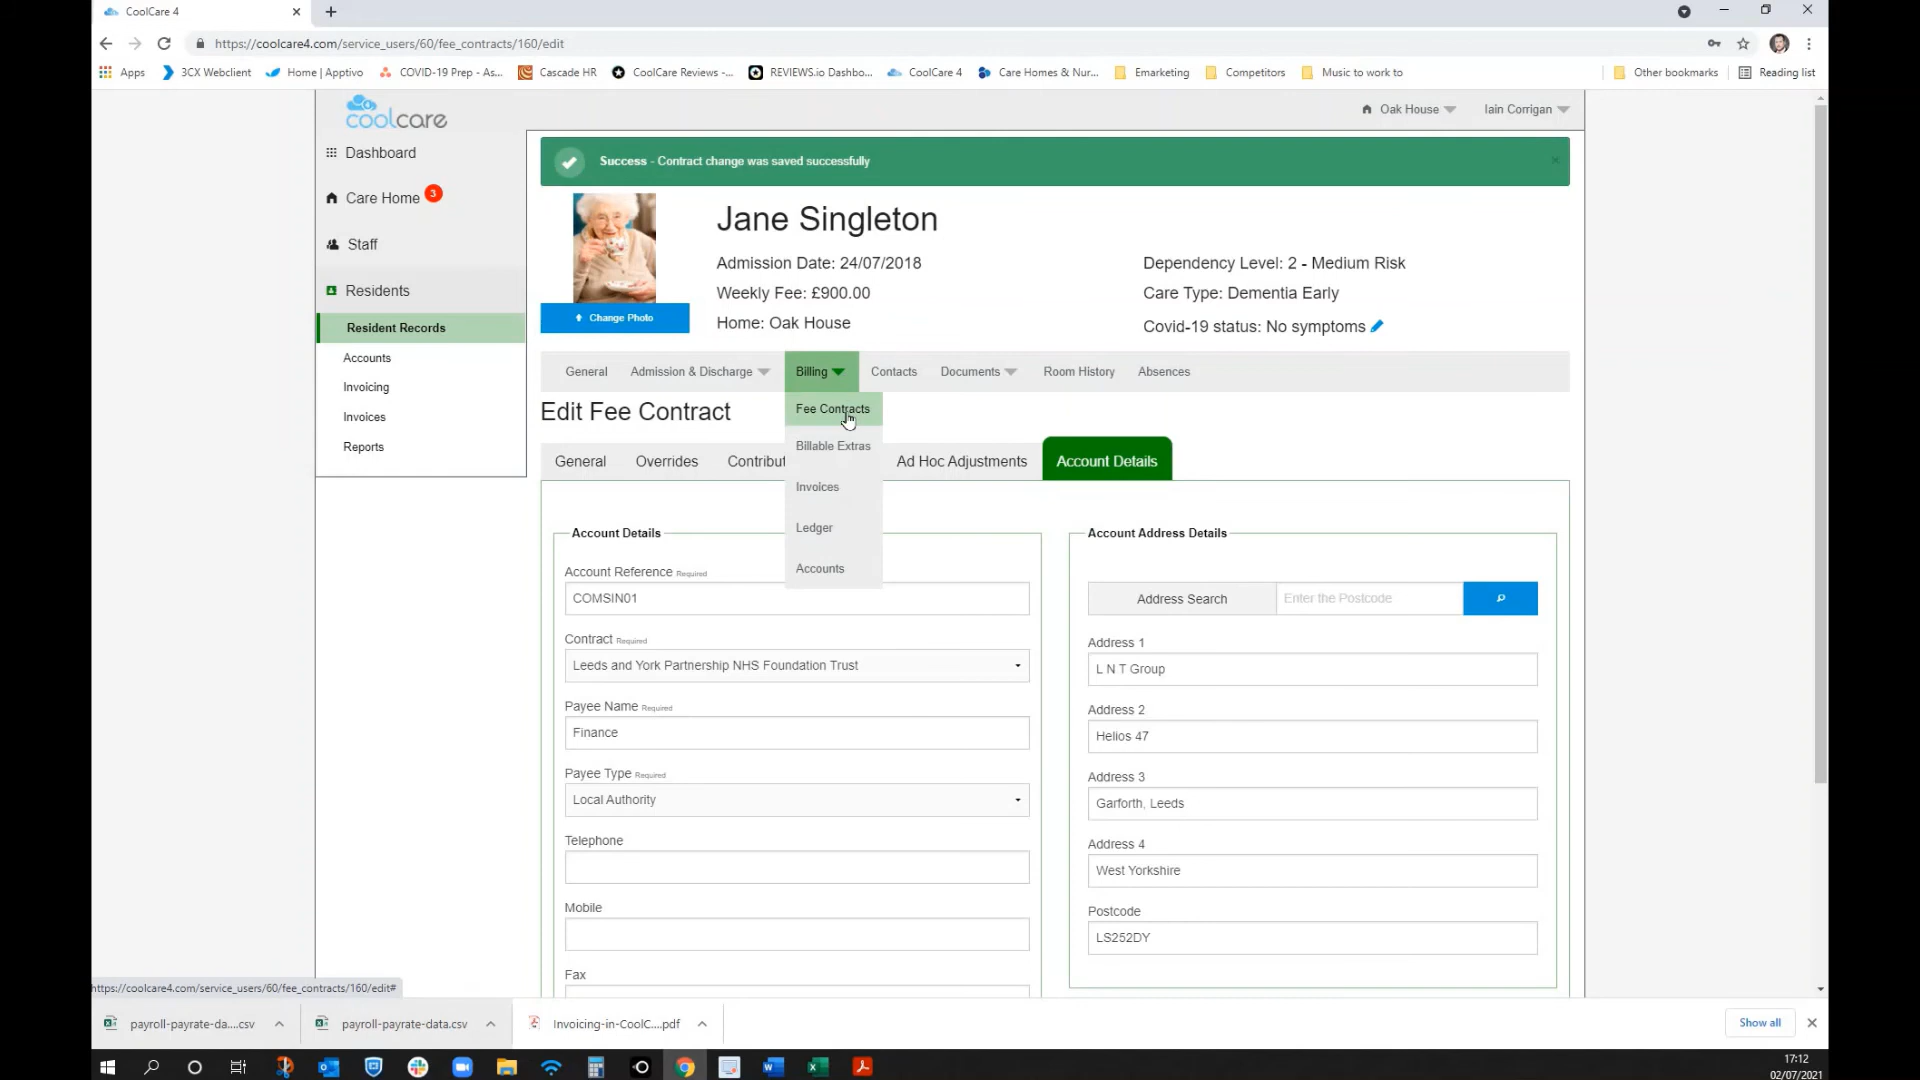 CoolCare 4
https://coolcare4.com/service_users/60/fee_contracts/160/edit
Apps
3CX Webclient
Home | Apptivo
COVID-19 Prep - As...
Cascade HR
CoolCare Reviews -...
REVIEWS.io Dashbo...
CoolCare 4
Care Homes & Nur...
Emarketing
Competitors
Music to work to
Other bookmarks
Reading list
coolcare
Oak House
Iain Corrigan
Dashboard
Care Home 3
Staff
Residents
Resident Records
Accounts
Invoicing
Invoices
Reports
Success - Contract change was saved successfully
Change Photo
Jane Singleton
Admission Date: 24/07/2018
Weekly Fee: £900.00
Home: Oak House
Dependency Level: 2 - Medium Risk
Care Type: Dementia Early
Covid-19 status: No symptoms
General
Admission & Discharge
Billing
Contacts
Documents
Room History
Absences
Fee Contracts
Billable Extras
Invoices
Ledger
Accounts
Edit Fee Contract
General
Overrides
Contribut
Ad Hoc Adjustments
Account Details
Account Details
Account Reference Required
COMSIN01
Contract Required
Leeds and York Partnership NHS Foundation Trust
Payee Name Required
Finance
Payee Type Required
Local Authority
Telephone
Mobile
Fax
Account Address Details
Address Search
Enter the Postcode
Address 1
L N T Group
Address 2
Helios 47
Address 3
Garforth, Leeds
Address 4
West Yorkshire
Postcode
LS252DY
https://coolcare4.com/service_users/60/fee_contracts/160/edit#
payroll-payrate-da....csv
payroll-payrate-data.csv
Invoicing-in-CoolC....pdf
Show all
17:12
02/07/2021